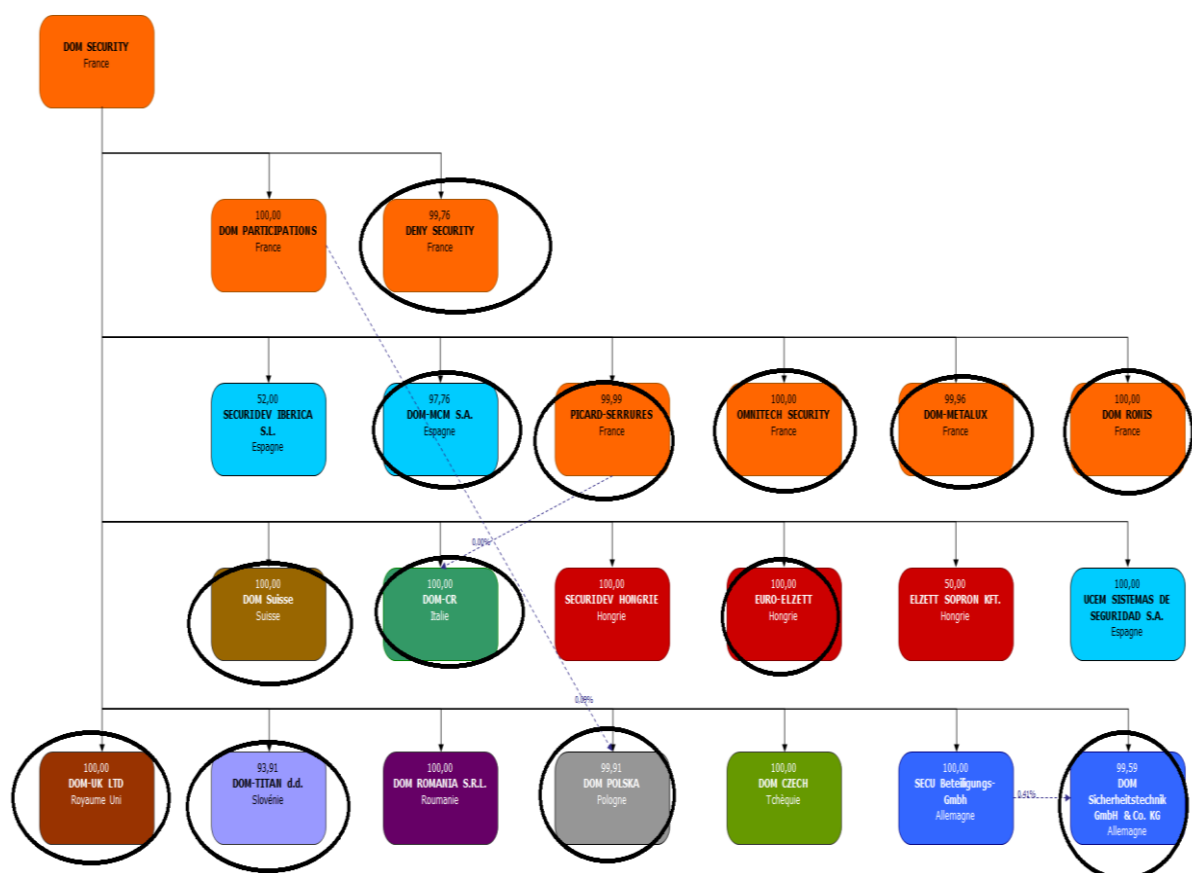 DOM SECURITY
France
100,00
DOM PARTICIPATIONS
France
99,76
DENY SECURITY
France
52,00
SECURIDEV IBERICA
S.L.
Espagne
97,76
DOM-MCM S.A.
Espagne
99,99
PICARD-SERRURES
France
100,00
OMNITECH SECURITY
France
99,96
DOM-METALUX
France
100,00
DOM RONIS
France
0,00%
100,00
DOM Suisse
Suisse
100,00
DOM-CR
Italie
100,00
SECURIDEV HONGRIE
Hongrie
100,00
EURO-ELZETT
Hongrie
50,00
ELZETT SOPRON KFT.
Hongrie
100,00
UCEM SISTEMAS DE
SEGURIDAD S.A.
Espagne
100,00
DOM-UK LTD
Royaume Uni
93,91
DOM-TITAN d.d.
Slovénie
100,00
DOM ROMANIA S.R.L.
Roumanie
99,91
DOM POLSKA
Pologne
100,00
DOM CZECH
Tchèquie
100,00
SECU Beteiligungs-
Gmbh
Allemagne
0,41%
99,59
DOM
Sicherheitstechnik
GmbH & Co. KG
Allemagne